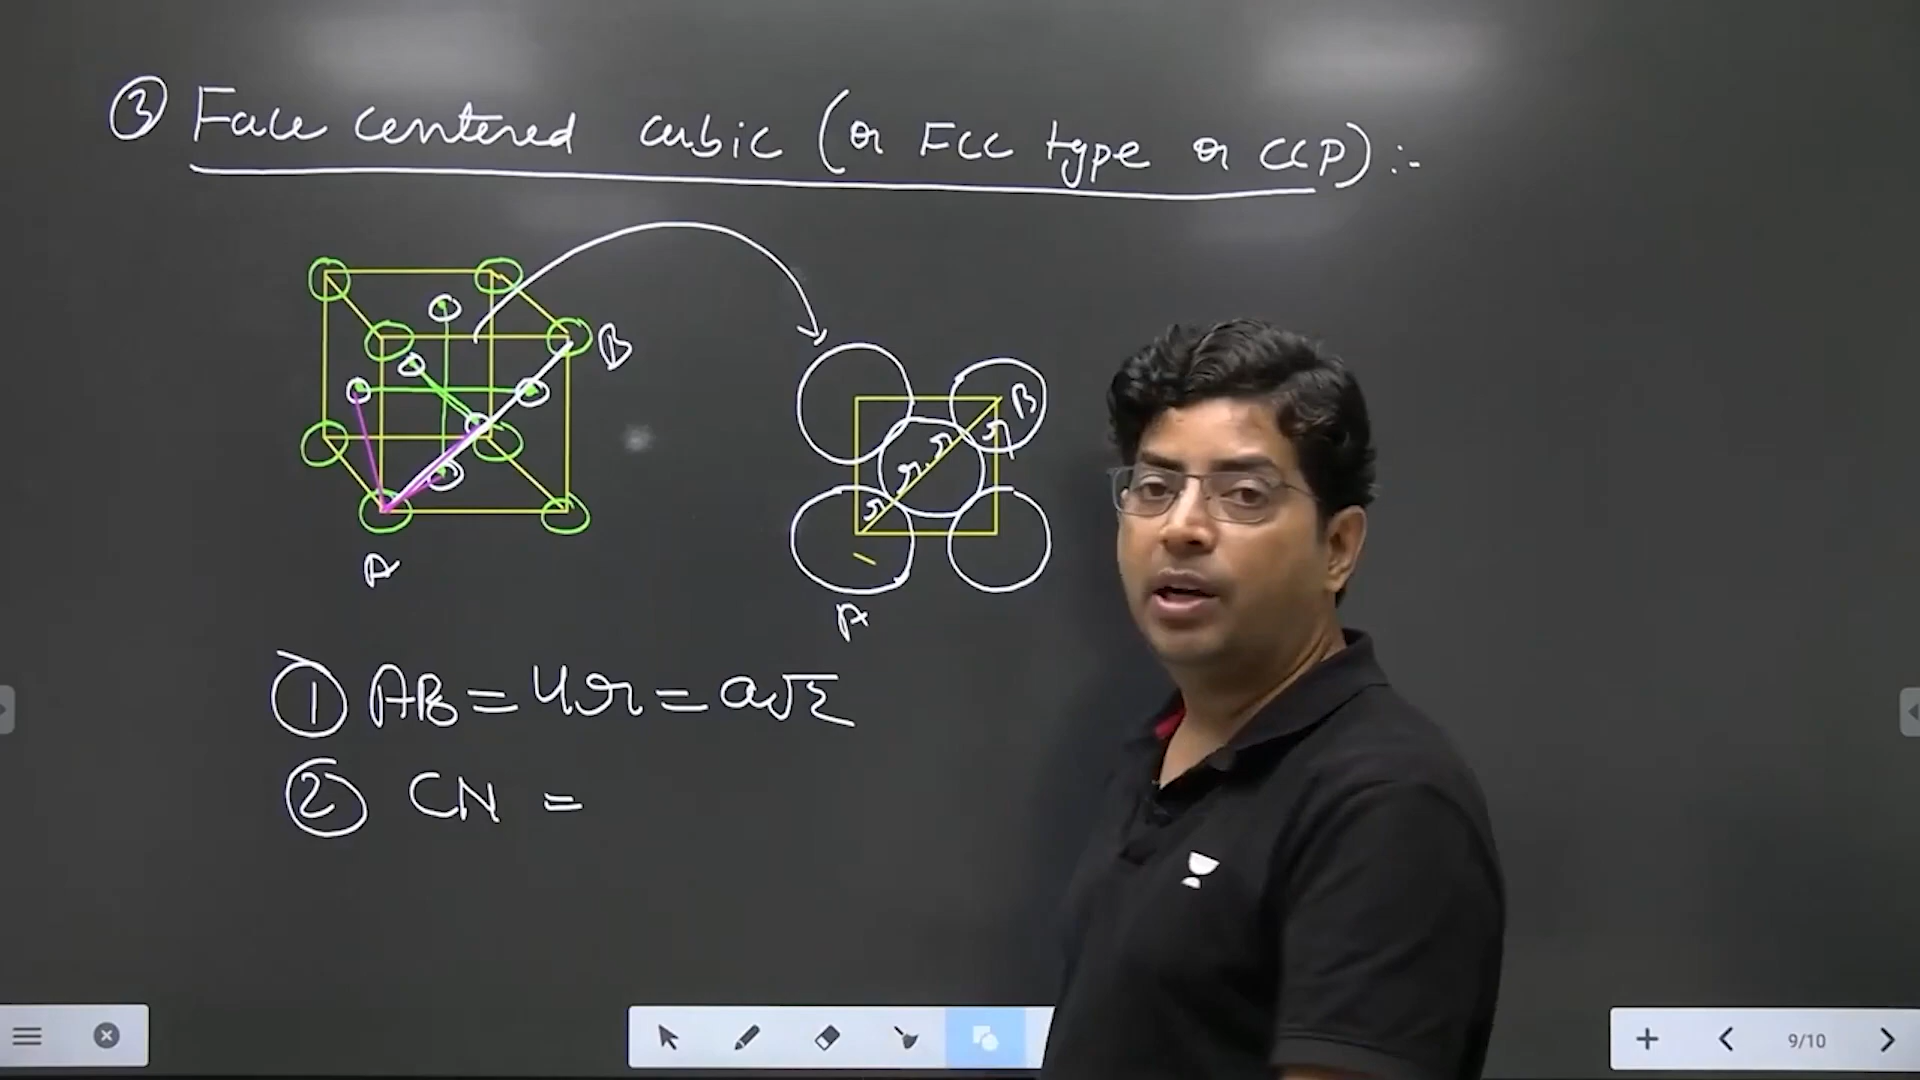 ③ Face centered cubic (or FCC type or CCP) :-
B
A
B
r
r
r
r
A
① AB = 4r = a√2
② CN =
9/10